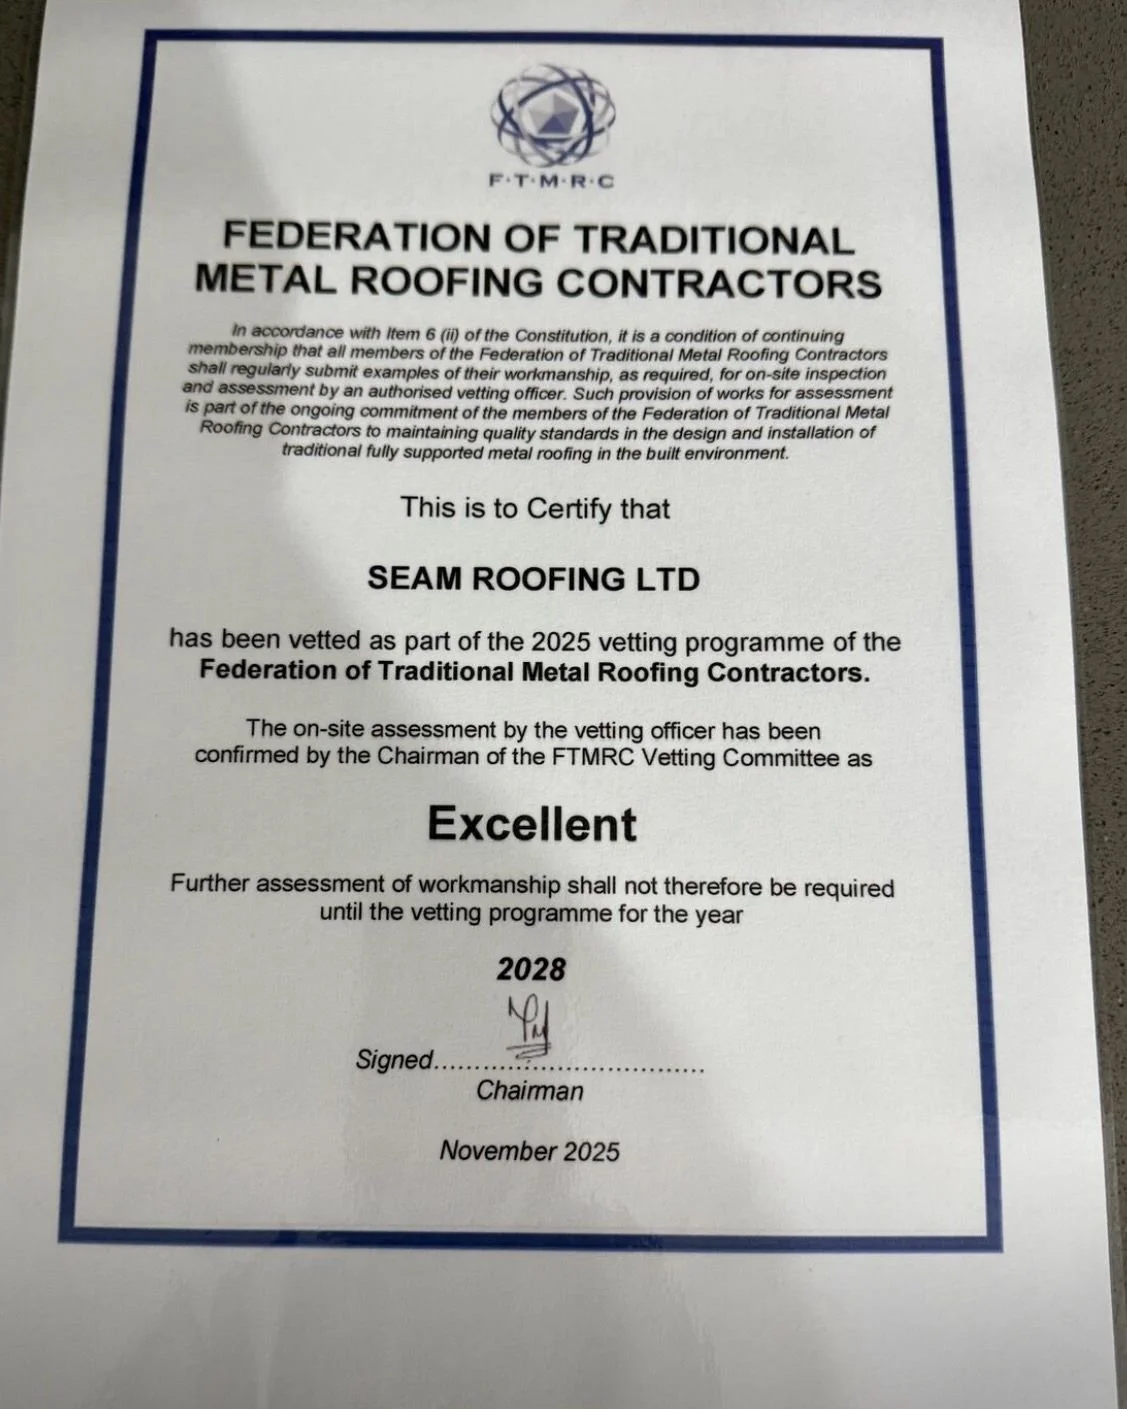 F·T·M·R·C
FEDERATION OF TRADITIONAL
METAL ROOFING CONTRACTORS
In accordance with Item 6 (ii) of the Constitution, it is a condition of continuing
membership that all members of the Federation of Traditional Metal Roofing Contractors
shall regularly submit examples of their workmanship, as required, for on-site inspection
and assessment by an authorised vetting officer. Such provision of works for assessment
is part of the ongoing commitment of the members of the Federation of Traditional Metal
Roofing Contractors to maintaining quality standards in the design and installation of
traditional fully supported metal roofing in the built environment.
This is to Certify that
SEAM ROOFING LTD
has been vetted as part of the 2025 vetting programme of the
Federation of Traditional Metal Roofing Contractors.
The on-site assessment by the vetting officer has been
confirmed by the Chairman of the FTMRC Vetting Committee as
Excellent
Further assessment of workmanship shall not therefore be required
until the vetting programme for the year
2028
Signed.......................................
Chairman
November 2025